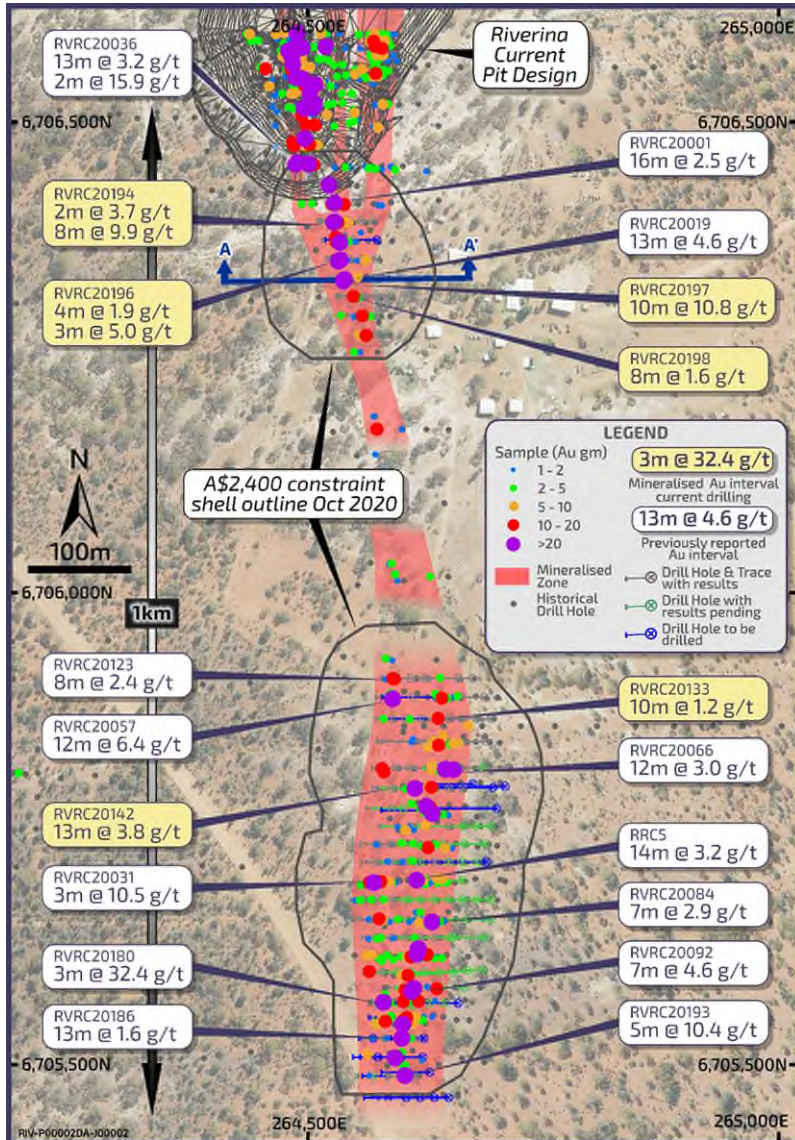 264,500E
265,000E
RVRC20036
13m @ 3.2 g/t
2m @ 15.9 g/t
Riverina
Current
Pit Design
6,706,500N
6,706,500N
RVRC20001
16m @ 2.5 g/t
RVRC20194
2m @ 3.7 g/t
8m @ 9.9 g/t
RVRC20019
13m @ 4.6 g/t
A
A'
RVRC20196
4m @ 1.9 g/t
3m @ 5.0 g/t
RVRC20197
10m @ 10.8 g/t
RVRC20198
8m @ 1.6 g/t
N
100m
A$2,400 constraint
shell outline Oct 2020
LEGEND
Sample (Au gm)
1 - 2
2 - 5
5 - 10
10 - 20
>20
Mineralised
Zone
Historical
Drill Hole
3m @ 32.4 g/t
Mineralised Au interval
current drilling
13m @ 4.6 g/t
Previously reported
Au interval
Drill Hole & Trace
with results
Drill Hole with
results pending
Drill Hole to be
drilled
6,706,000N
1km
RVRC20123
8m @ 2.4 g/t
RVRC20133
10m @ 1.2 g/t
RVRC20057
12m @ 6.4 g/t
RVRC20066
12m @ 3.0 g/t
RVRC20142
13m @ 3.8 g/t
RRC5
14m @ 3.2 g/t
RVRC20031
3m @ 10.5 g/t
RVRC20084
7m @ 2.9 g/t
RVRC20180
3m @ 32.4 g/t
RVRC20092
7m @ 4.6 g/t
RVRC20186
13m @ 1.6 g/t
RVRC20193
5m @ 10.4 g/t
6,705,500N
6,705,500N
264,500E
265,000E
RIV-P00002DA-J00002